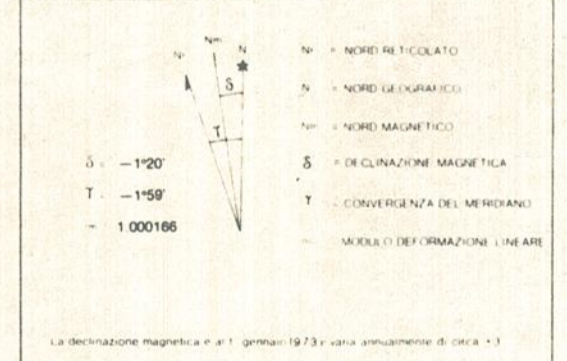 Nr Nm N
δ
γ
Nr = NORD RETICOLATO
N = NORD GEOGRAFICO
Nm = NORD MAGNETICO
δ = DECLINAZIONE MAGNETICA
γ = CONVERGENZA DEL MERIDIANO
MODULO DEFORMAZIONE LINEARE
δ = −1°20'
γ = −1°59'
= 1.000166
La declinazione magnetica è al 1° gennaio 1973 e varia annualmente di circa